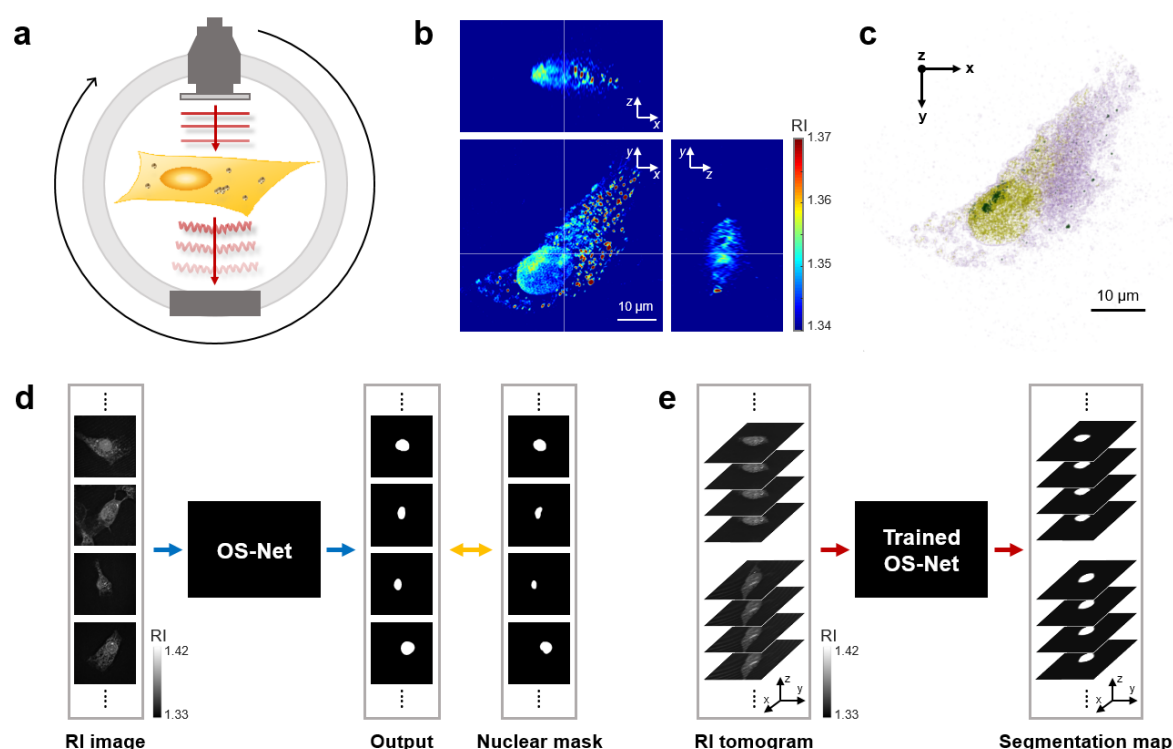 a
b
z
x
y
x
y
z
10 μm
RI
1.37
1.36
1.35
1.34
c
z
x
y
10 μm
d
OS-Net
RI
1.42
1.33
RI image
Output
Nuclear mask
e
Trained
OS-Net
RI
1.42
1.33
z
y
x
z
y
x
RI tomogram
Segmentation map